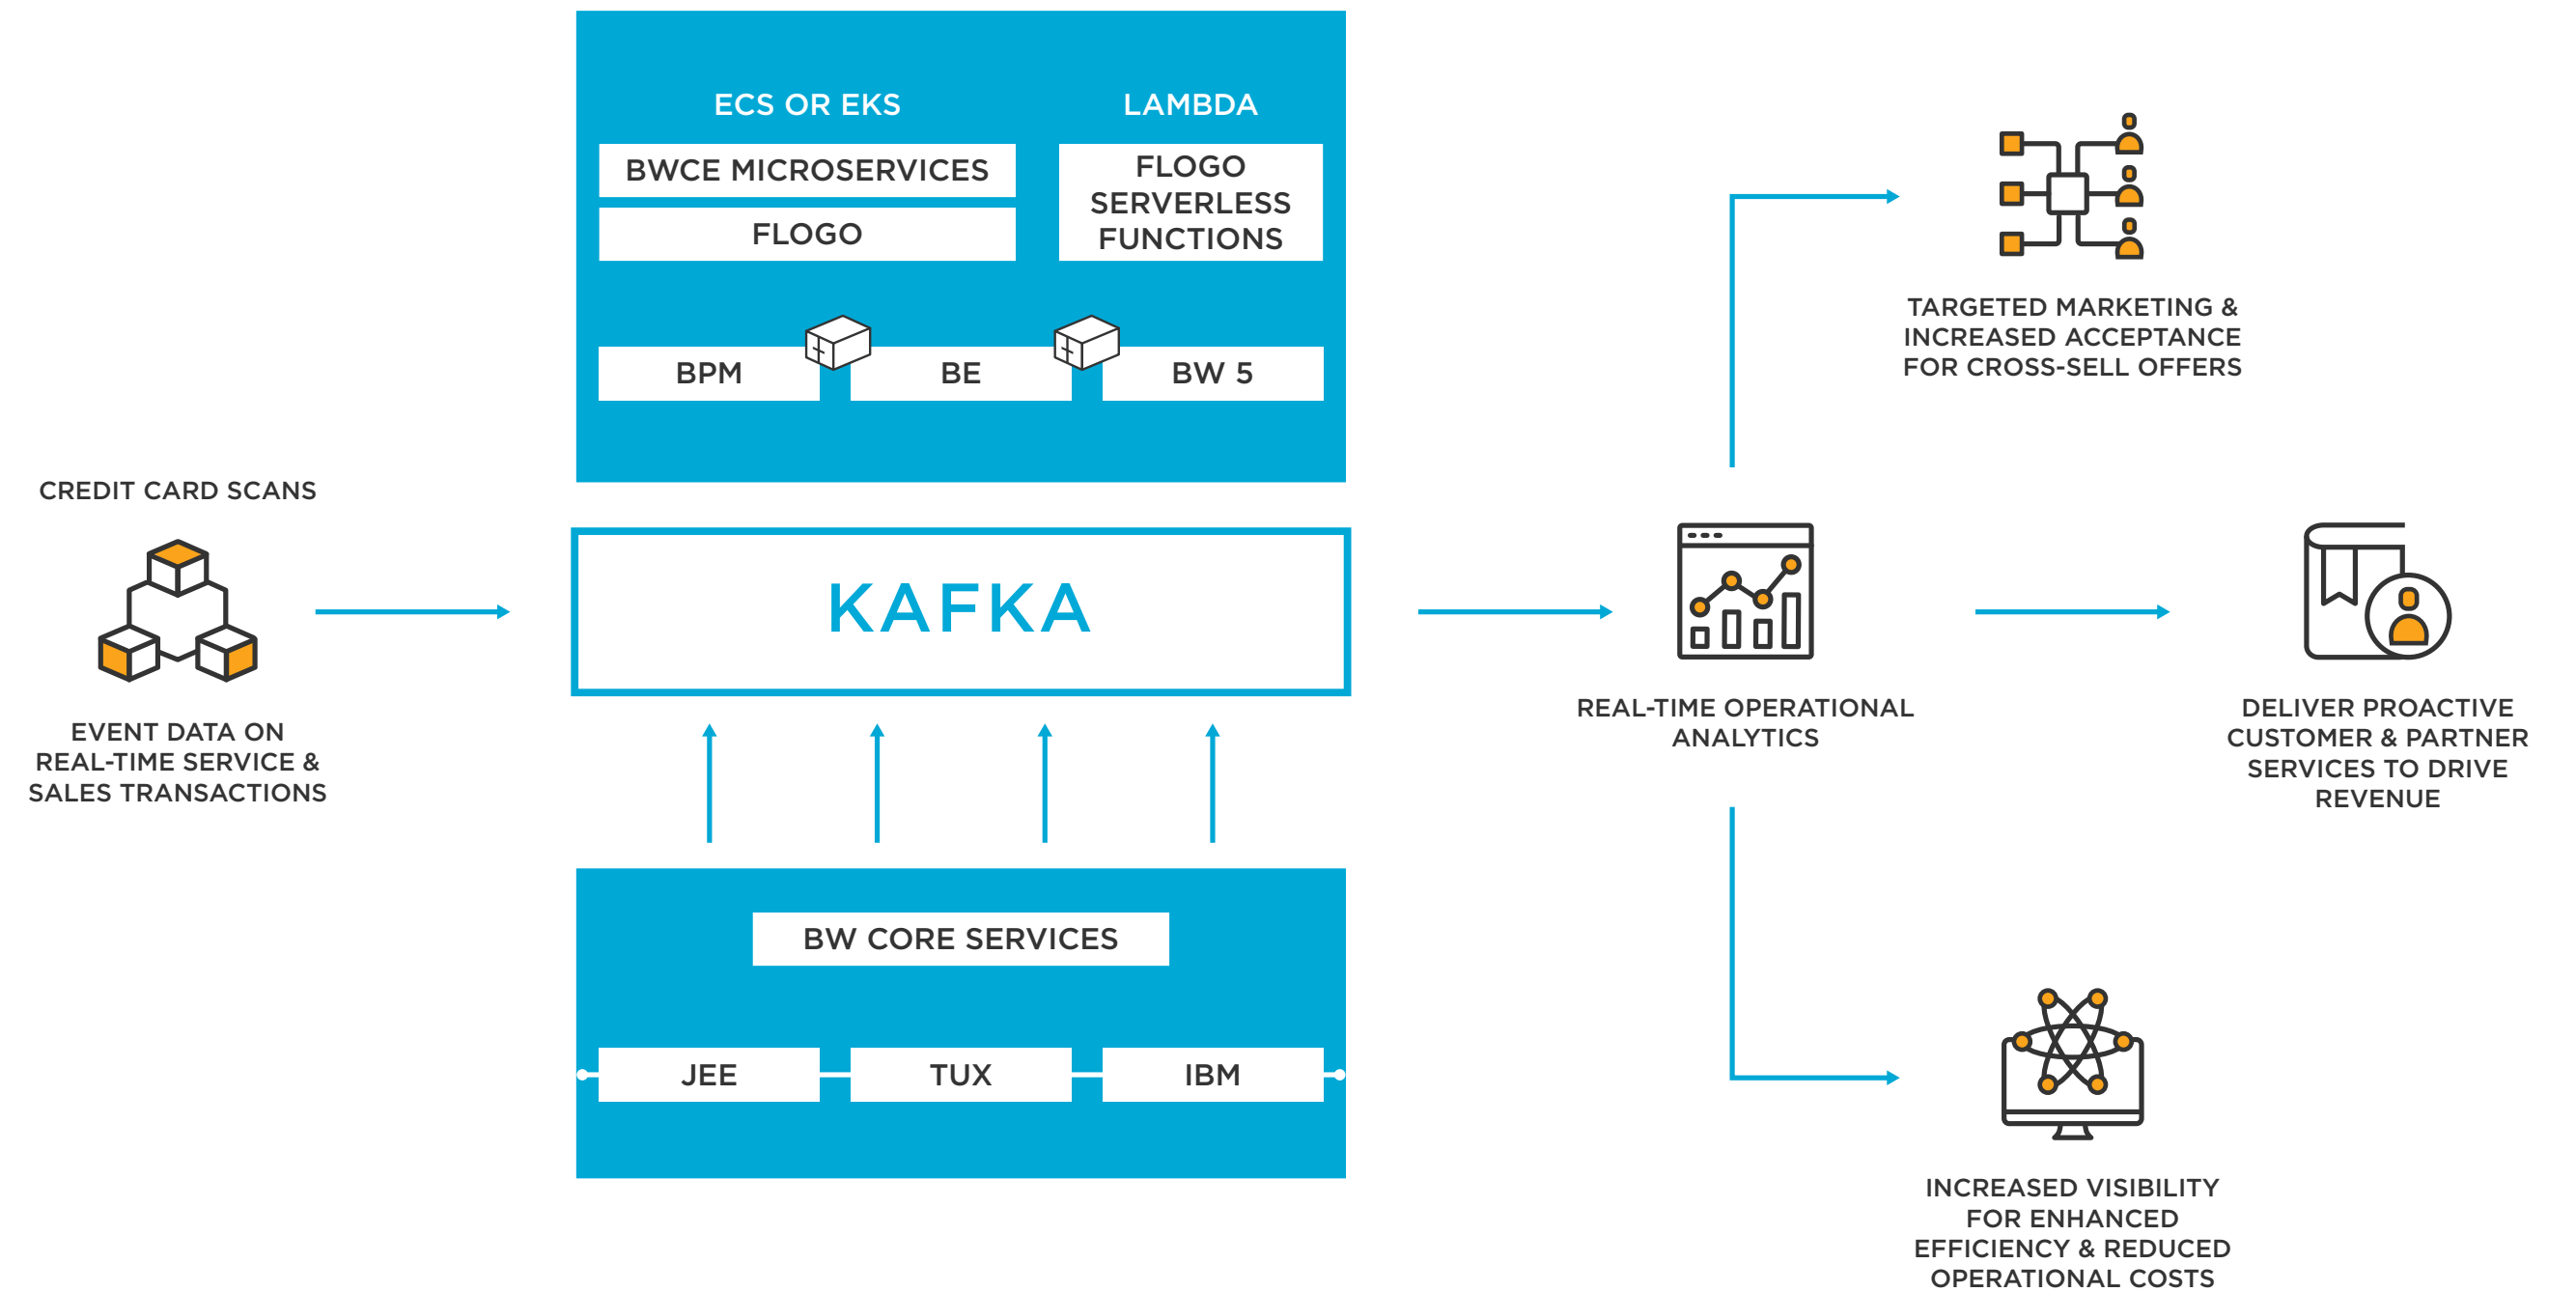 ECS OR EKS
LAMBDA
BWCE MICROSERVICES
FLOGO
FLOGO
SERVERLESS
FUNCTIONS
BPM
BE
BW 5
CREDIT CARD SCANS
EVENT DATA ON
REAL-TIME SERVICE &
SALES TRANSACTIONS
KAFKA
BW CORE SERVICES
JEE
TUX
IBM
REAL-TIME OPERATIONAL
ANALYTICS
TARGETED MARKETING &
INCREASED ACCEPTANCE
FOR CROSS-SELL OFFERS
DELIVER PROACTIVE
CUSTOMER & PARTNER
SERVICES TO DRIVE
REVENUE
INCREASED VISIBILITY
FOR ENHANCED
EFFICIENCY & REDUCED
OPERATIONAL COSTS